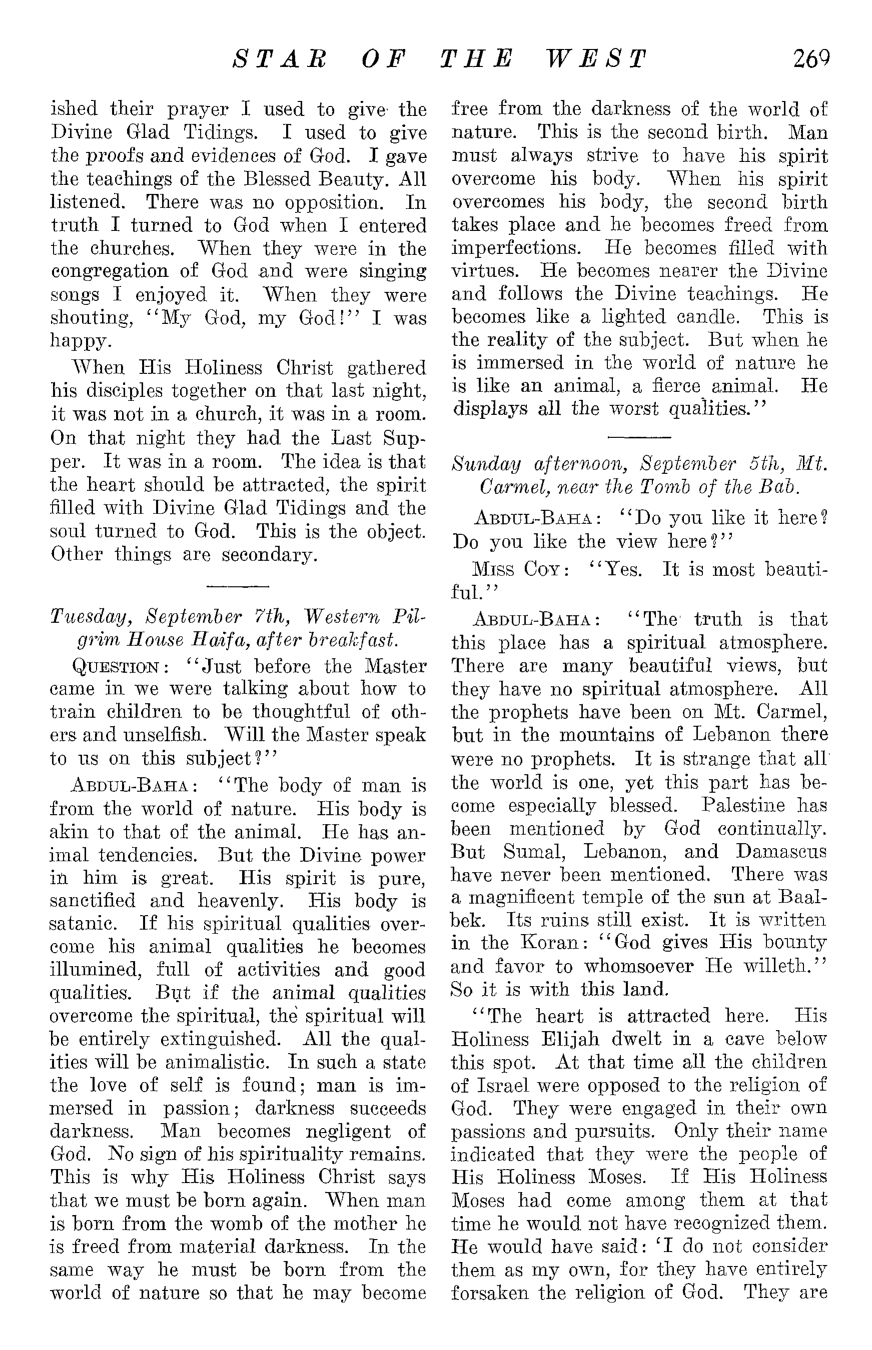 STAR OF THE WEST 269
ished their prayer I used to give the
Divine Glad Tidings. I used to give
the proofs and evidences of God. I gave
the teachings of the Blessed Beauty. All
listened. There was no opposition. In
truth I turned to God when I entered
the churches. When they were in the
congregation of God and were singing
songs I enjoyed it. When they were
shouting, “My God, my God!” I was
happy.
When His Holiness Christ gathered
his disciples together on that last night,
it was not in a church, it was in a room.
On that night they had the Last Sup-
per. It was in a room. The idea is that
the heart should be attracted, the spirit
filled with Divine Glad Tidings and the
soul turned to God. This is the object.
Other things are secondary.
Tuesday, September 7th, Western Pil-
grim House Haifa, after breakfast.
QUESTION: “Just before the Master
came in we were talking about how to
train children to be thoughtful of oth-
ers and unselfish. Will the Master speak
to us on this subject?”
ABDUL-BAHA: “The body of man is
from the world of nature. His body is
akin to that of the animal. He has an-
imal tendencies. But the Divine power
in him is great. His spirit is pure,
sanctified and heavenly. His body is
satanic. If his spiritual qualities over-
come his animal qualities he becomes
illumined, full of activities and good
qualities. But if the animal qualities
overcome the spiritual, the spiritual will
be entirely extinguished. All the qual-
ities will be animalistic. In such a state
the love of self is found; man is im-
mersed in passion; darkness succeeds
darkness. Man becomes negligent of
God. No sign of his spirituality remains.
This is why His Holiness Christ says
that we must be born again. When man
is born from the womb of the mother he
is freed from material darkness. In the
same way he must be born from the
world of nature so that he may become
free from the darkness of the world of
nature. This is the second birth. Man
must always strive to have his spirit
overcome his body. When his spirit
overcomes his body, the second birth
takes place and he becomes freed from
imperfections. He becomes filled with
virtues. He becomes nearer the Divine
and follows the Divine teachings. He
becomes like a lighted candle. This is
the reality of the subject. But when he
is immersed in the world of nature he
is like an animal, a fierce animal. He
displays all the worst qualities.”
Sunday afternoon, September 5th, Mt.
Carmel, near the Tomb of the Bab.
ABDUL-BAHA: “Do you like it here?
Do you like the view here?”
MISS COY: “Yes. It is most beauti-
ful.”
ABDUL-BAHA: “The truth is that
this place has a spiritual atmosphere.
There are many beautiful views, but
they have no spiritual atmosphere. All
the prophets have been on Mt. Carmel,
but in the mountains of Lebanon there
were no prophets. It is strange that all
the world is one, yet this part has be-
come especially blessed. Palestine has
been mentioned by God continually.
But Sumal, Lebanon, and Damascus
have never been mentioned. There was
a magnificent temple of the sun at Baal-
bek. Its ruins still exist. It is written
in the Koran: “God gives His bounty
and favor to whomsoever He willeth.”
So it is with this land.
“The heart is attracted here. His
Holiness Elijah dwelt in a cave below
this spot. At that time all the children
of Israel were opposed to the religion of
God. They were engaged in their own
passions and pursuits. Only their name
indicated that they were the people of
His Holiness Moses. If His Holiness
Moses had come among them at that
time he would not have recognized them.
He would have said: ‘I do not consider
them as my own, for they have entirely
forsaken the religion of God. They are